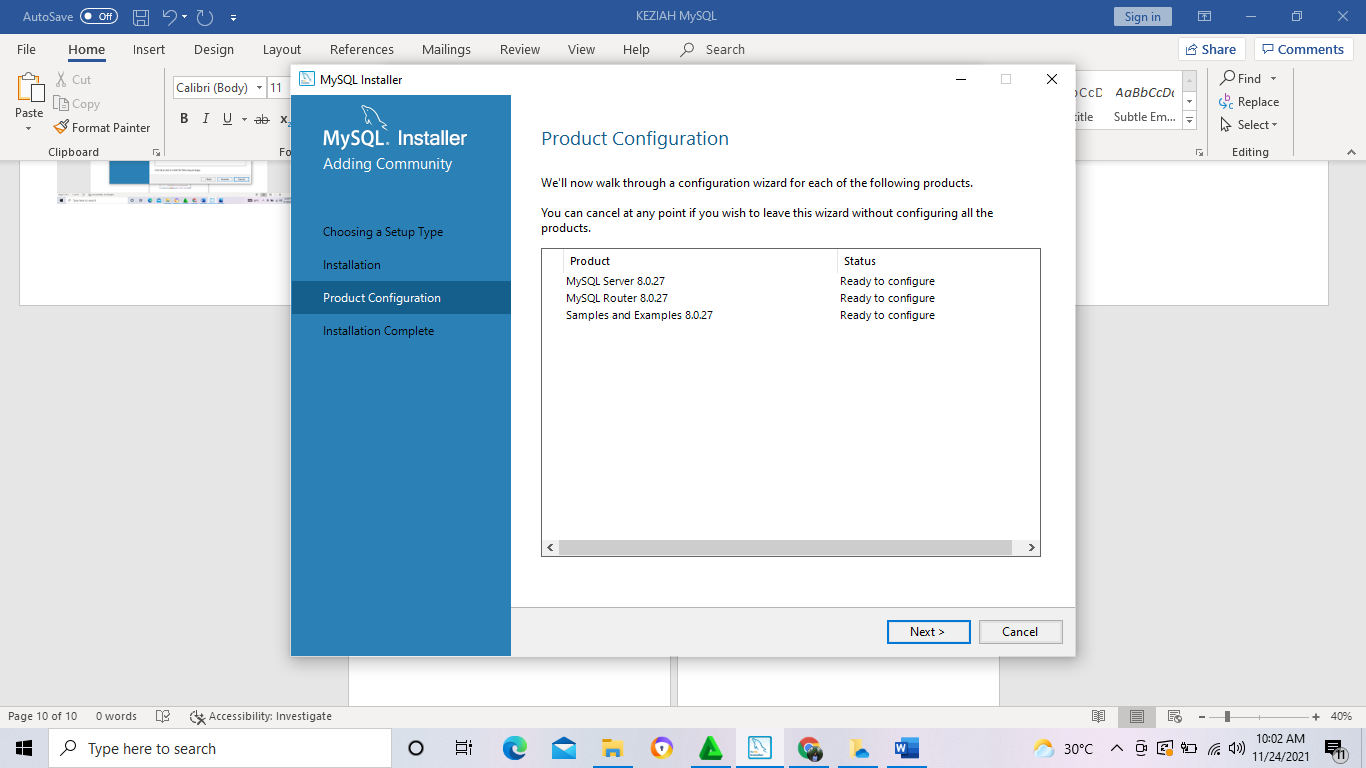 AutoSave Off KEZIAH MySQL Sign in
File Home Insert Design Layout References Mailings Review View Help Search Share Comments
Cut
Copy
Paste
Format Painter
Clipboard
Calibri (Body) 11
B I U ab x
AaBbCcDc
Subtle Em...
Find
Replace
Select
Editing
MySQL Installer
MySQL. Installer
Adding Community
Choosing a Setup Type
Installation
Product Configuration
Installation Complete
Product Configuration
We'll now walk through a configuration wizard for each of the following products.
You can cancel at any point if you wish to leave this wizard without configuring all the
products.
Product Status
MySQL Server 8.0.27 Ready to configure
MySQL Router 8.0.27 Ready to configure
Samples and Examples 8.0.27 Ready to configure
Next > Cancel
Page 10 of 10 0 words Accessibility: Investigate 40%
Type here to search
30°C
10:02 AM
11/24/2021
11